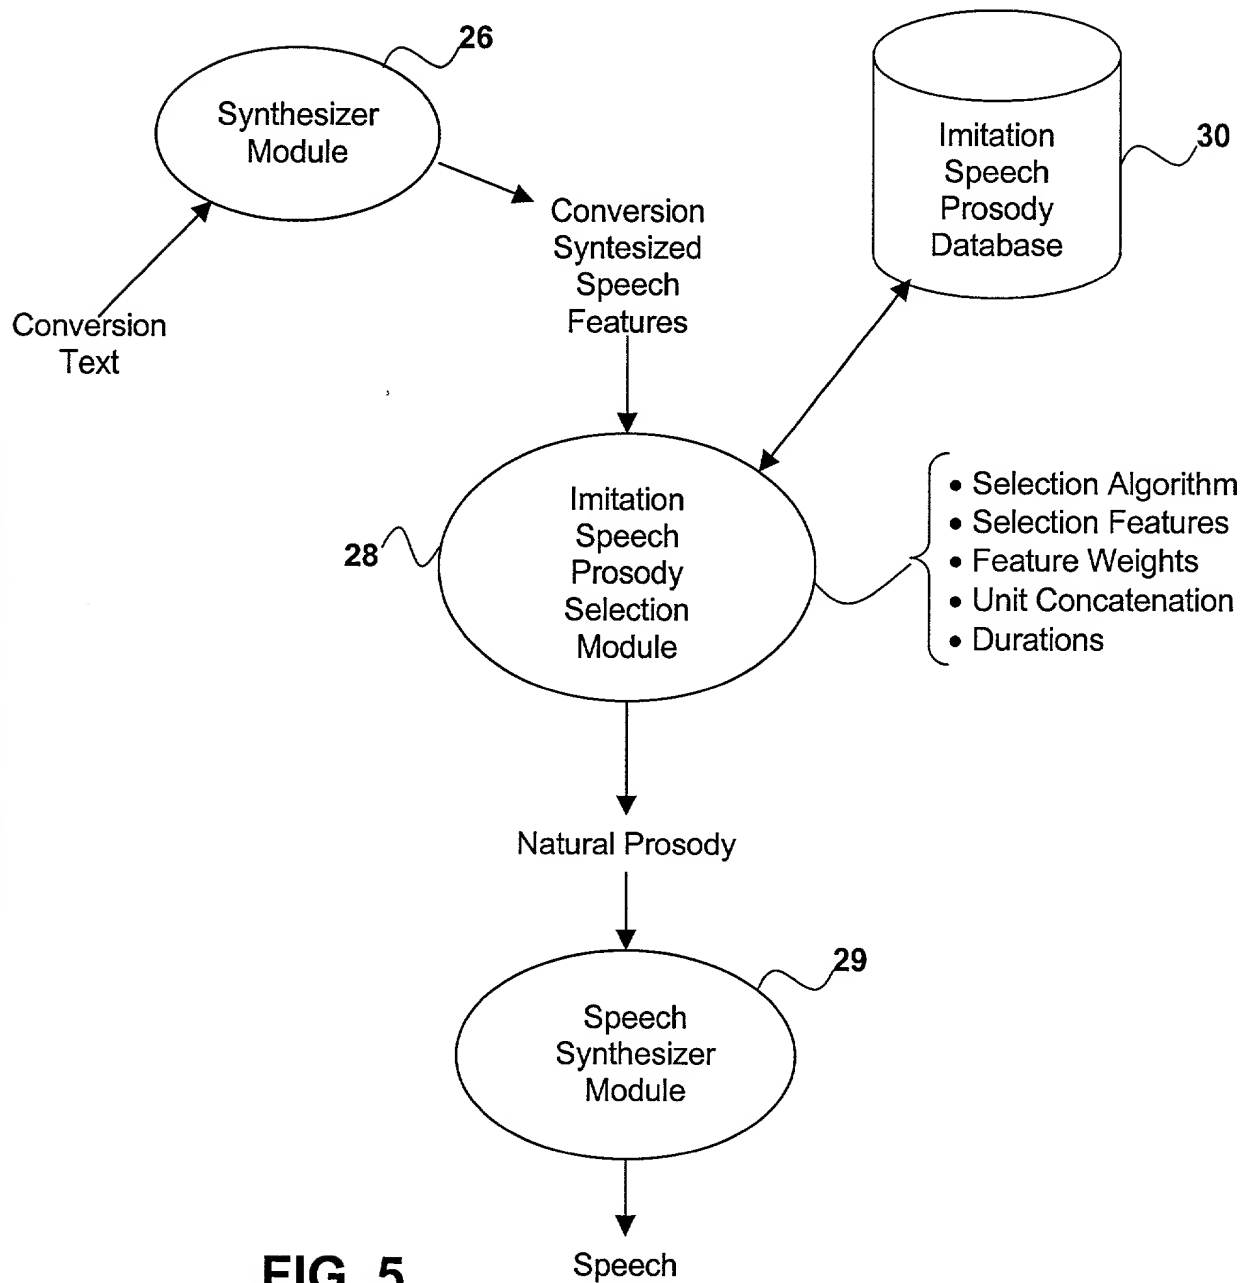 26
Synthesizer
Module
Imitation
Speech
Prosody
Database
30
Conversion
Syntesized
Speech
Features
Conversion
Text
Imitation
Speech
Prosody
Selection
Module
28
• Selection Algorithm
• Selection Features
• Feature Weights
• Unit Concatenation
• Durations
Natural Prosody
29
Speech
Synthesizer
Module
Speech
FIG. 5